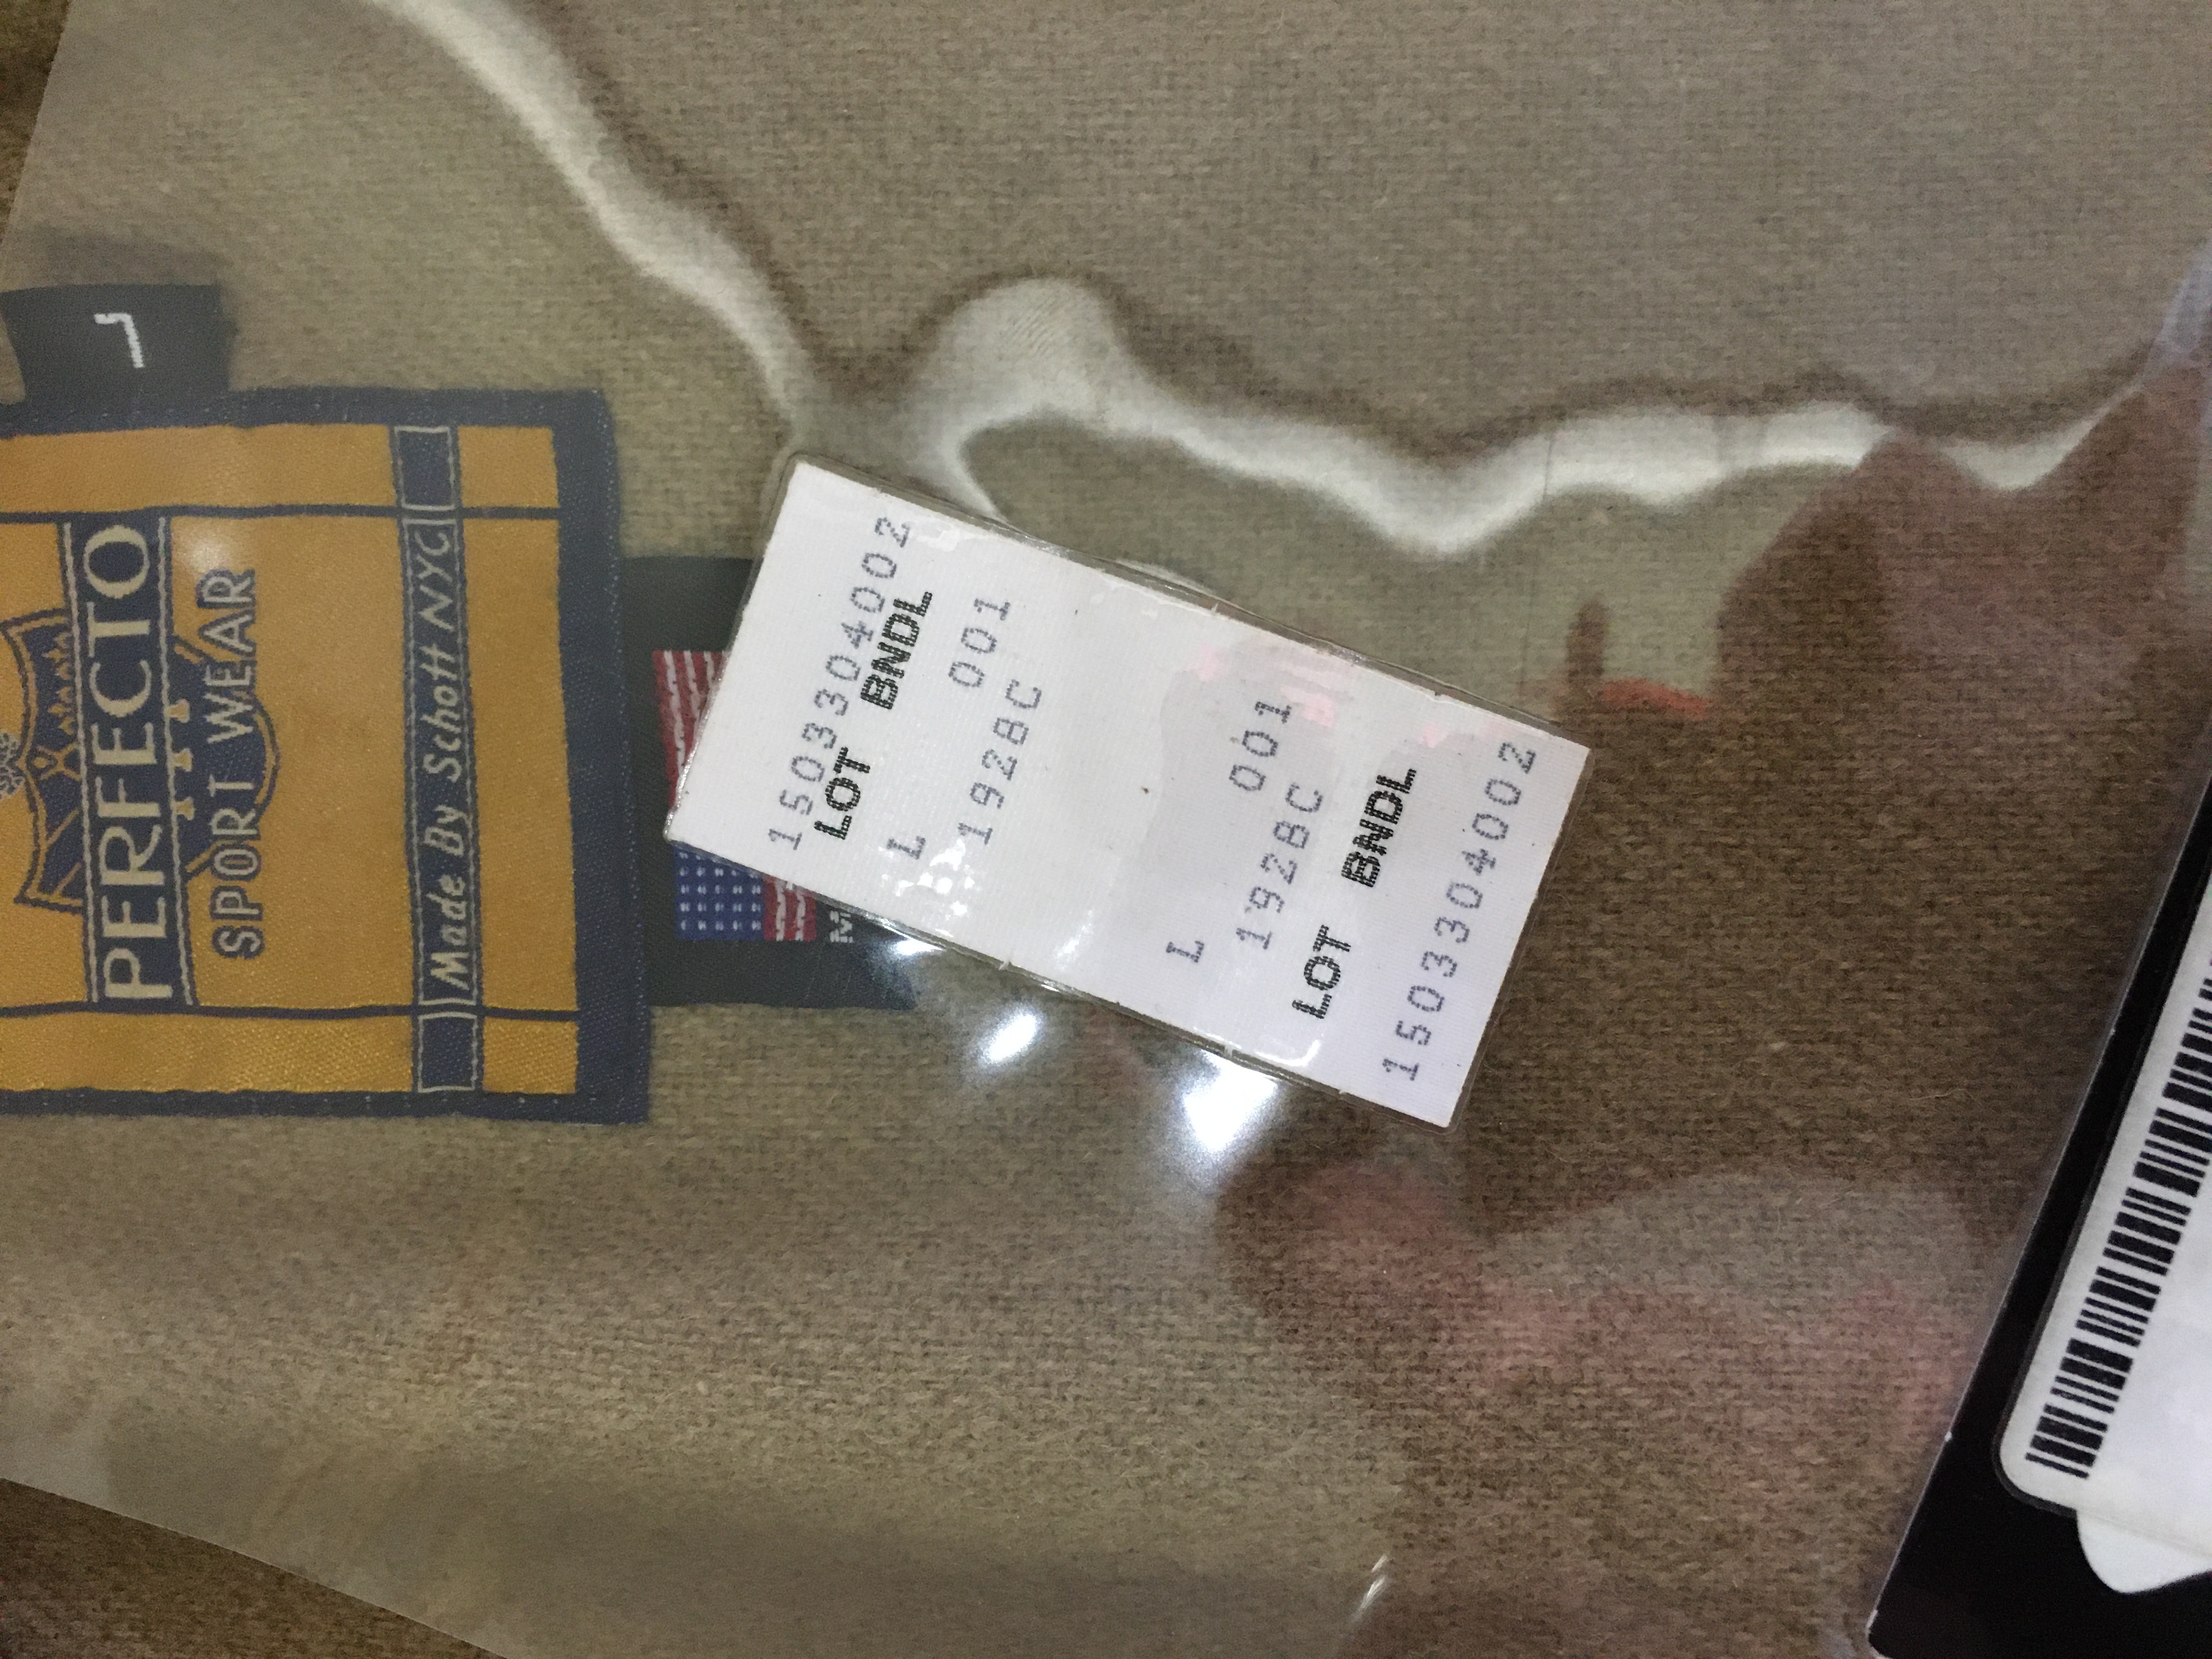 L
PERFECTO
SPORT WEAR
Made By Schott NYC
1503304002
LOT BNDL
L 001
1928C
L 001
1928C
LOT BNDL
1503304002